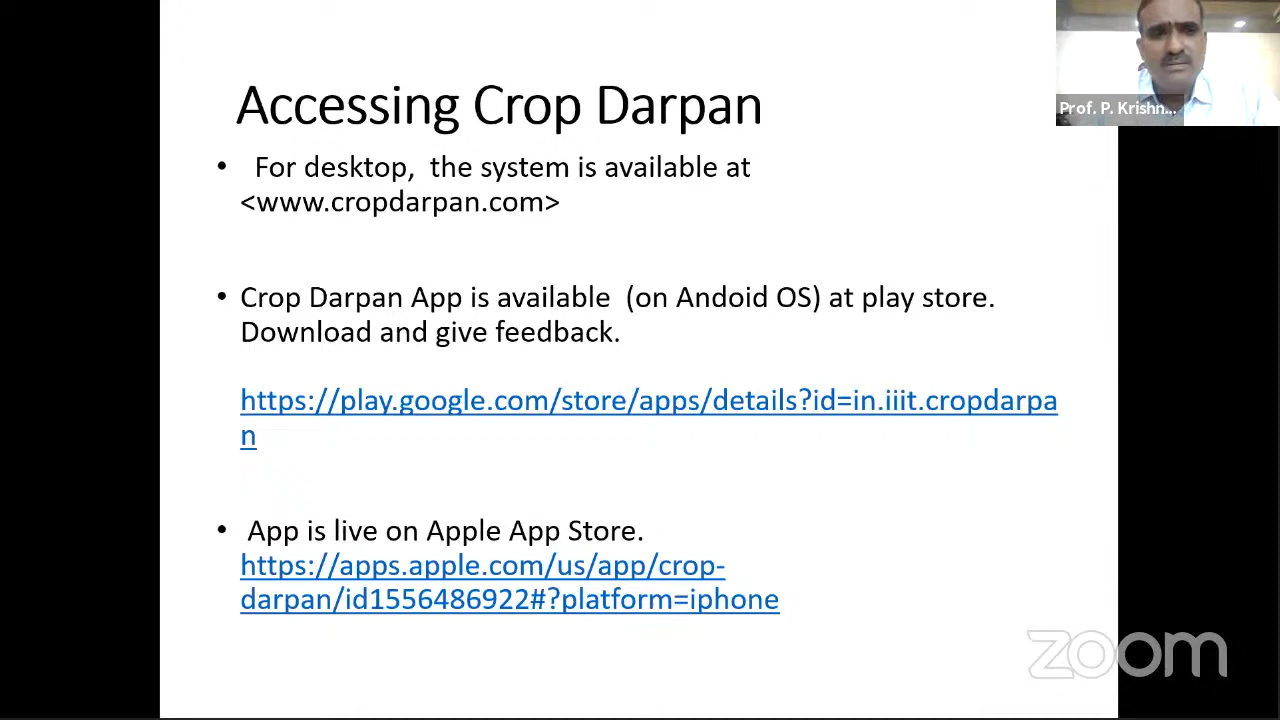 Accessing Crop Darpan
• For desktop, the system is available at
<www.cropdarpan.com>
• Crop Darpan App is available (on Andoid OS) at play store.
Download and give feedback.
https://play.google.com/store/apps/details?id=in.iiit.cropdarpa
n
• App is live on Apple App Store.
https://apps.apple.com/us/app/crop-
darpan/id1556486922#?platform=iphone
Prof. P. Krishn...
zoom